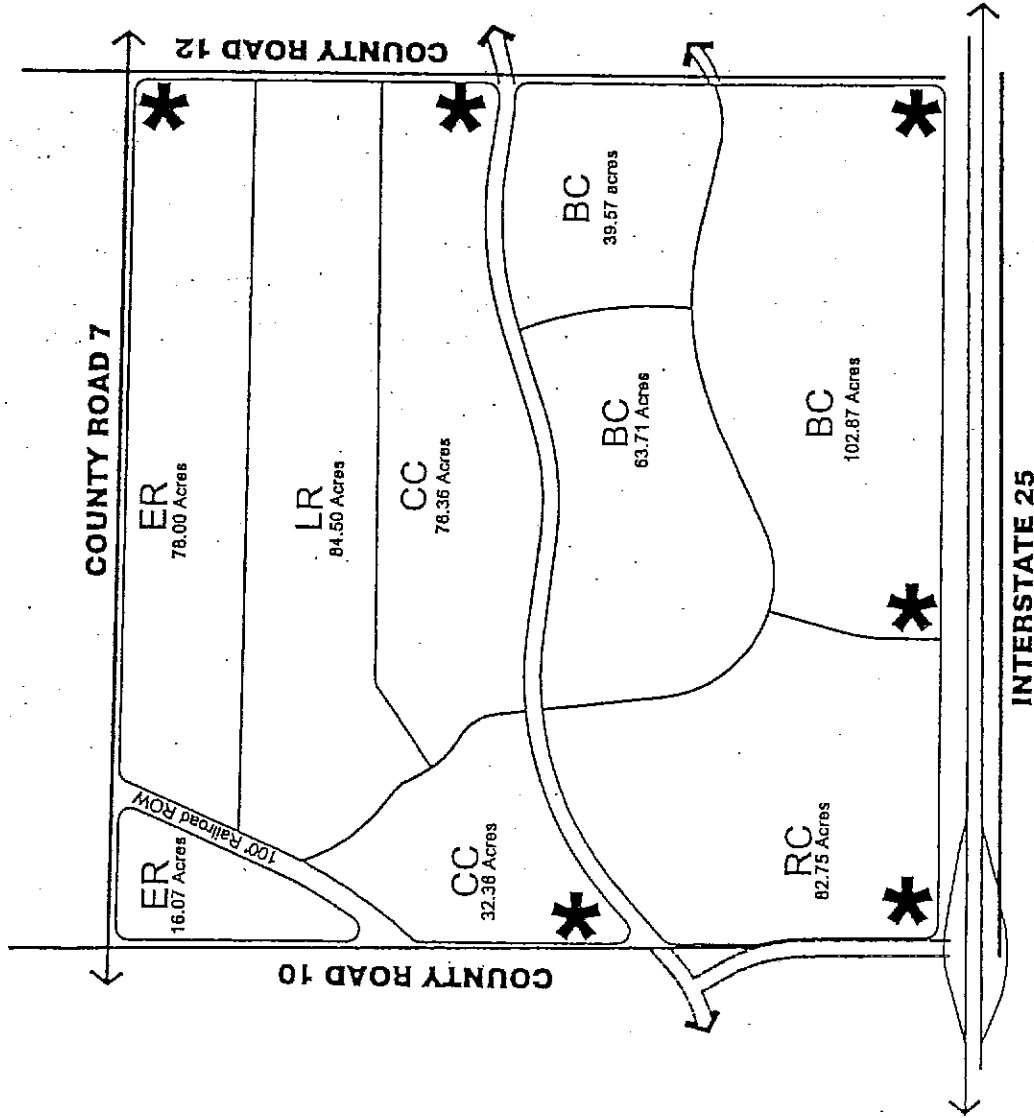 COUNTY ROAD 7
COUNTY ROAD 12
ER
78.00 Acres
LR
84.50 Acres
CC
76.36 Acres
100' Railroad ROW
ER
16.07 Acres
CC
32.36 Acres
BC
39.57 acres
BC
63.71 Acres
BC
102.87 Acres
RC
82.75 Acres
COUNTY ROAD 10
INTERSTATE 25